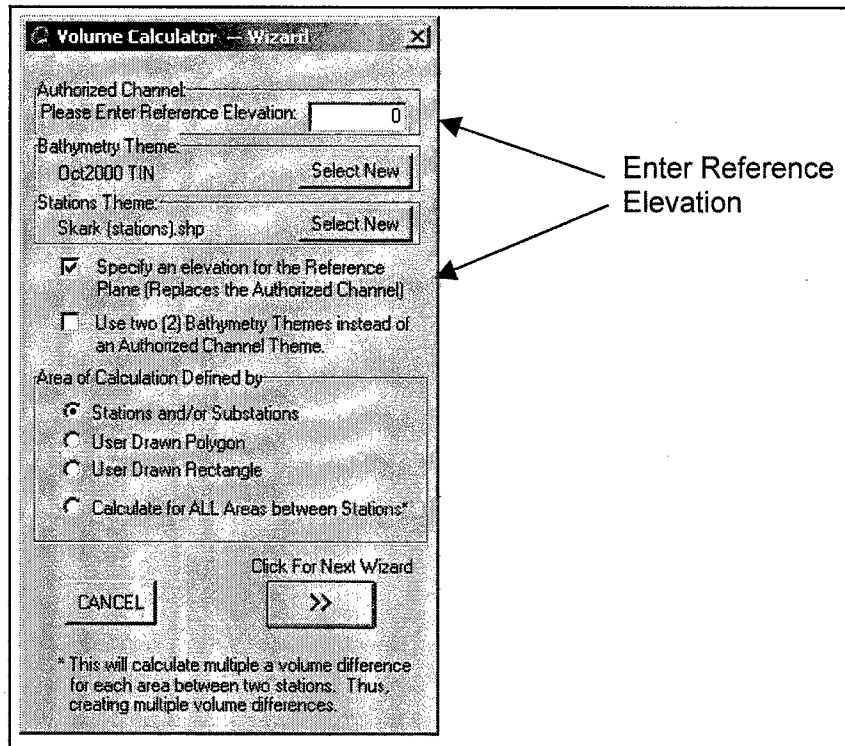 Volume Calculator — Wizard
Authorized Channel:
Please Enter Reference Elevation:
0
Bathymetry Theme:
Oct2000 TIN
Select New
Stations Theme:
Skark (stations).shp
Select New
Specify an elevation for the Reference
Plane (Replaces the Authorized Channel)
Use two (2) Bathymetry Themes instead of
an Authorized Channel Theme.
Area of Calculation Defined by
Stations and/or Substations
User Drawn Polygon
User Drawn Rectangle
Calculate for ALL Areas between Stations*
Click For Next Wizard
CANCEL
>>
* This will calculate multiple a volume difference
for each area between two stations. Thus,
creating multiple volume differences.
Enter Reference
Elevation